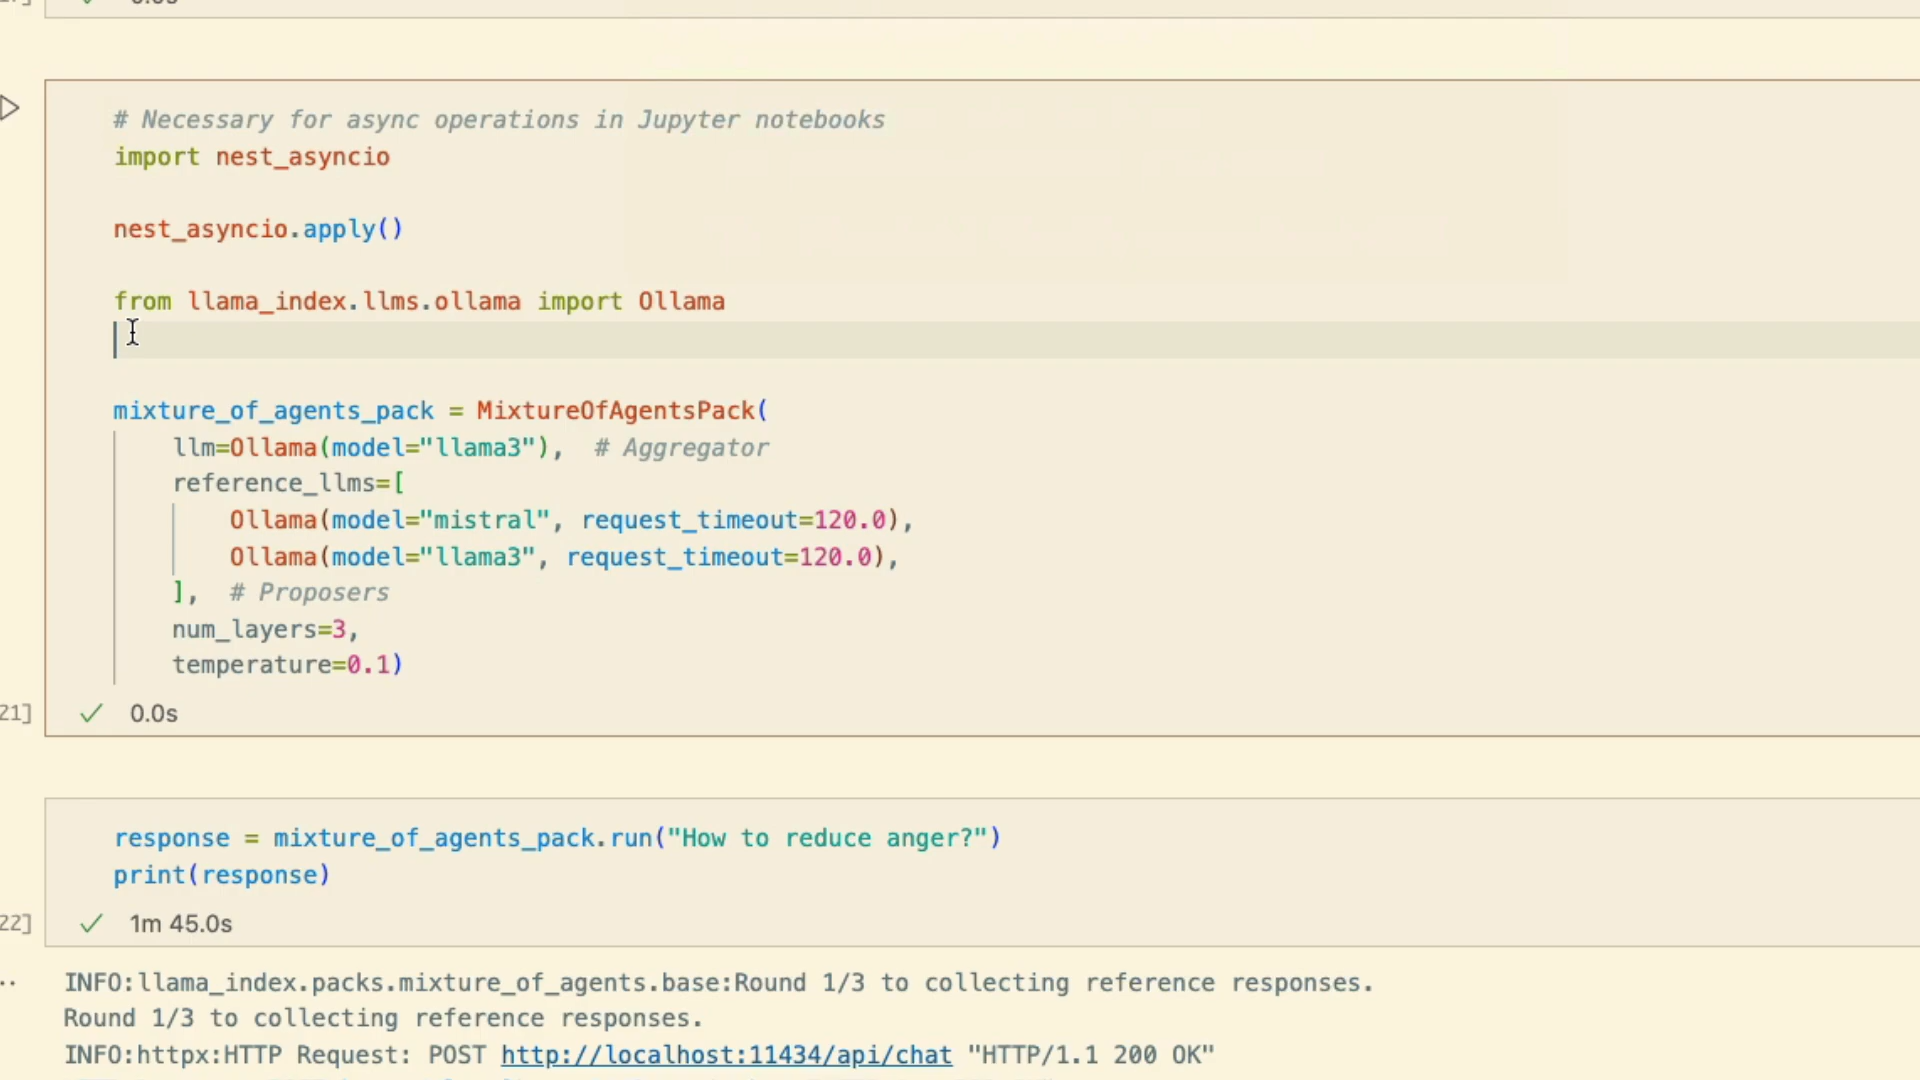 # Necessary for async operations in Jupyter notebooks
import nest_asyncio
nest_asyncio.apply()
from llama_index.llms.ollama import Ollama
mixture_of_agents_pack = MixtureOfAgentsPack(
llm=Ollama(model="llama3"),  # Aggregator
reference_llms=[
Ollama(model="mistral", request_timeout=120.0),
Ollama(model="llama3", request_timeout=120.0),
],  # Proposers
num_layers=3,
temperature=0.1)
21] 0.0s
response = mixture_of_agents_pack.run("How to reduce anger?")
print(response)
22] 1m 45.0s
INFO:llama_index.packs.mixture_of_agents.base:Round 1/3 to collecting reference responses.
Round 1/3 to collecting reference responses.
INFO:httpx:HTTP Request: POST http://localhost:11434/api/chat "HTTP/1.1 200 OK"